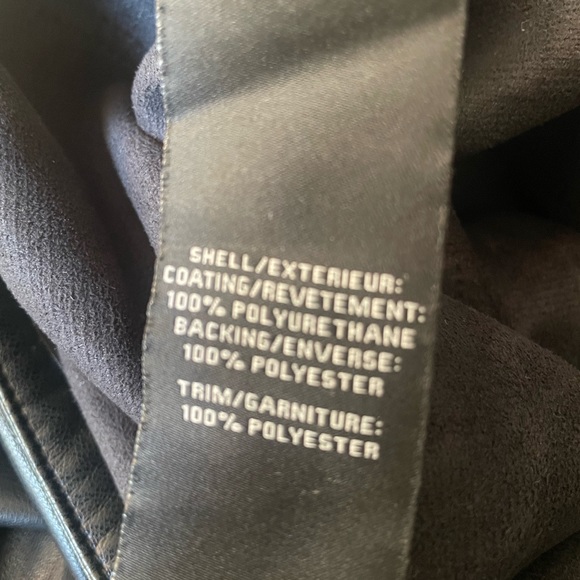 SHELL/EXTERIEUR:
COATING/REVETEMENT:
100% POLYURETHANE
BACKING/ENVERSE:
100% POLYESTER
TRIM/GARNITURE:
100% POLYESTER